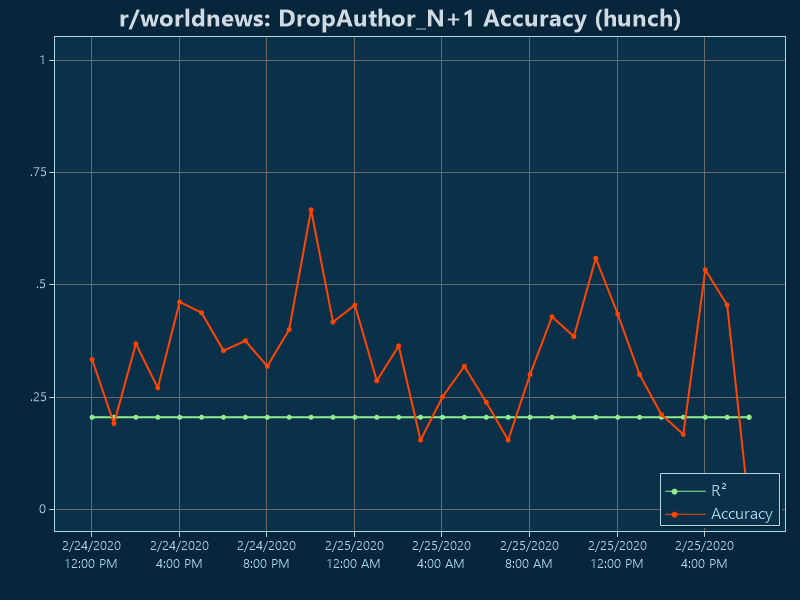 r/worldnews: DropAuthor_N+1 Accuracy (hunch)
1
.75
.5
.25
0
R²
Accuracy
2/24/2020 2/24/2020 2/24/2020 2/25/2020 2/25/2020 2/25/2020 2/25/2020 2/25/2020
12:00 PM 4:00 PM 8:00 PM 12:00 AM 4:00 AM 8:00 AM 12:00 PM 4:00 PM